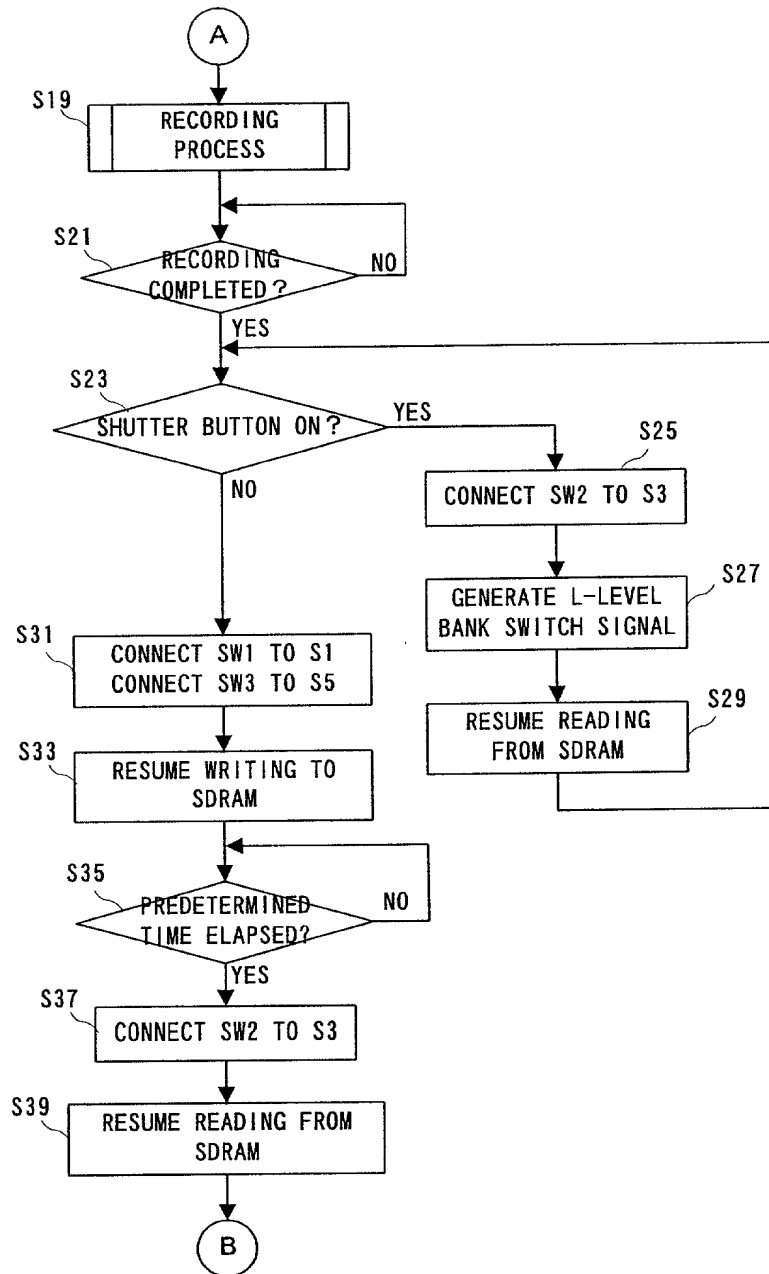 A
S19
RECORDING
PROCESS
S21
RECORDING
COMPLETED?
NO
YES
S23
SHUTTER BUTTON ON?
YES
NO
S25
CONNECT SW2 TO S3
S27
GENERATE L-LEVEL
BANK SWITCH SIGNAL
S29
RESUME READING
FROM SDRAM
S31
CONNECT SW1 TO S1
CONNECT SW3 TO S5
S33
RESUME WRITING TO
SDRAM
S35
PREDETERMINED
TIME ELAPSED?
NO
YES
S37
CONNECT SW2 TO S3
S39
RESUME READING FROM
SDRAM
B